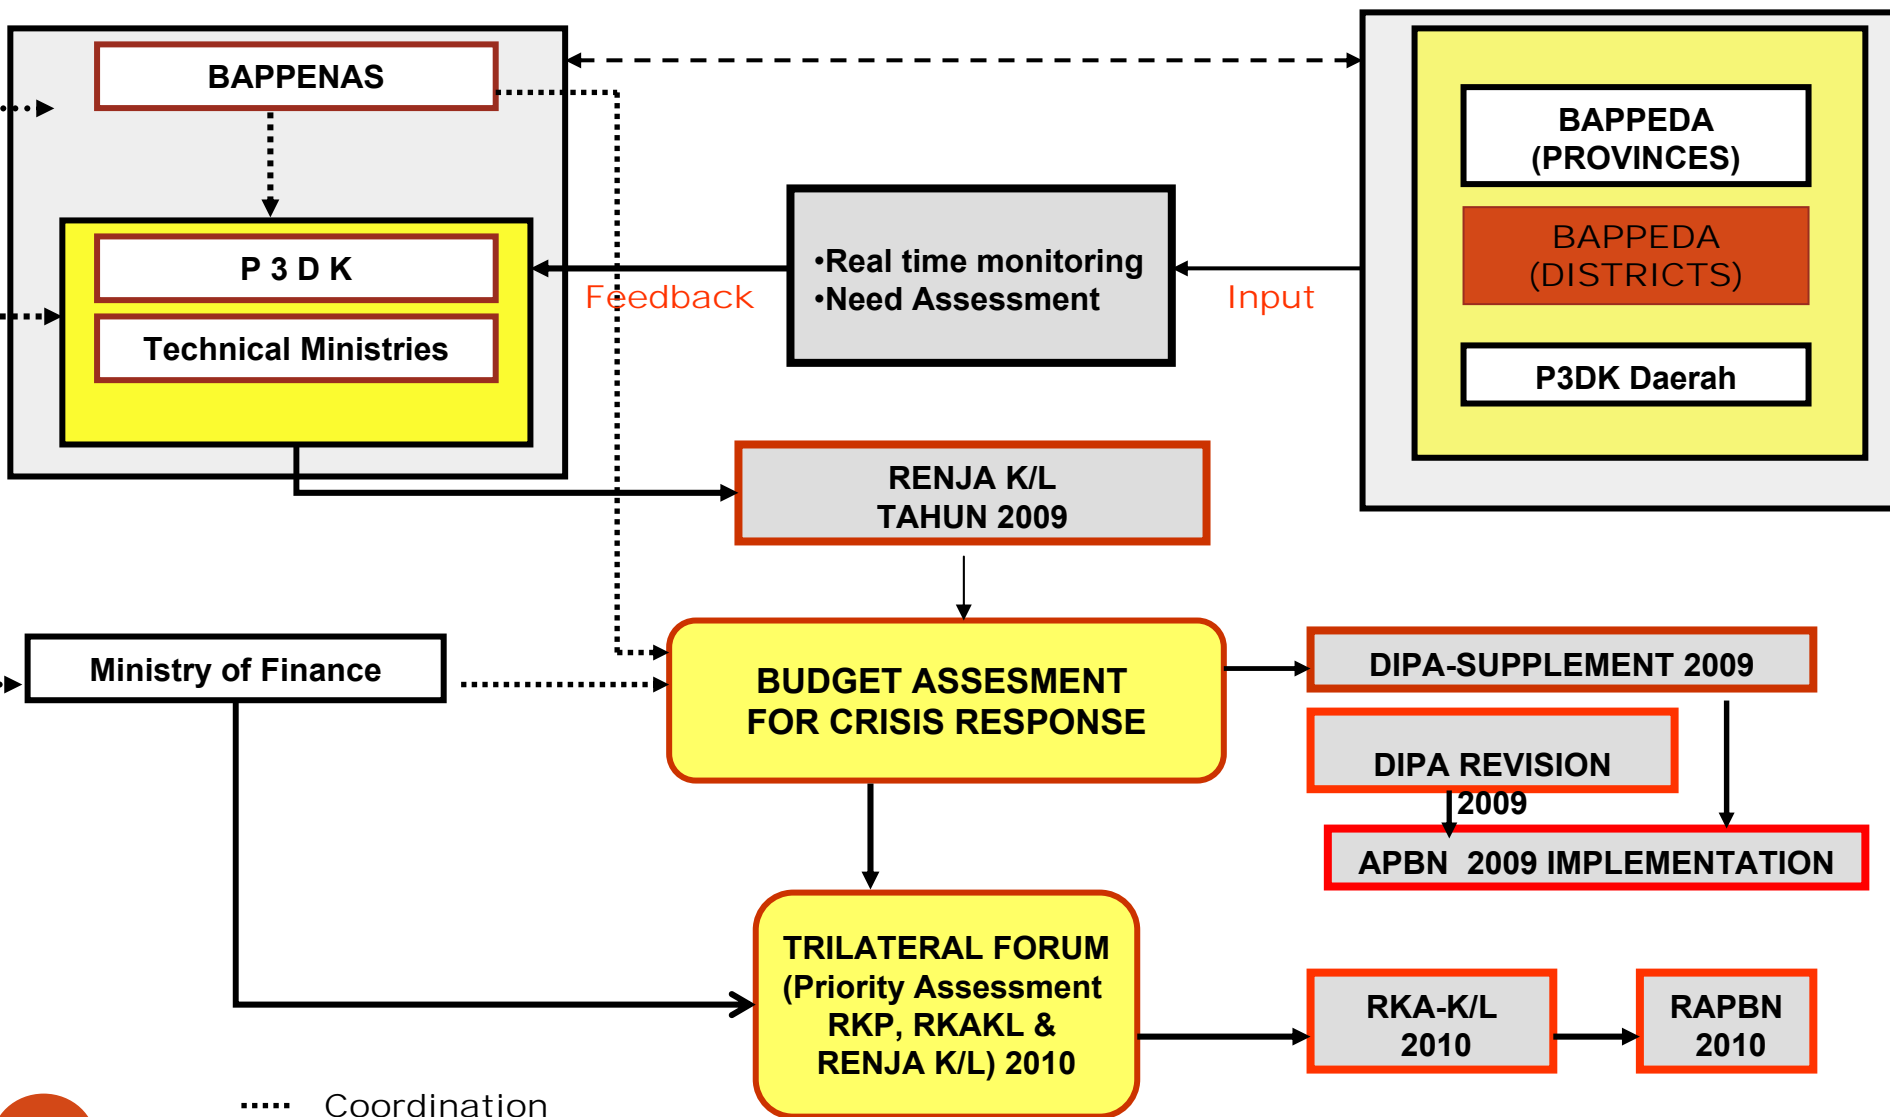 BAPPENAS
P 3 D K
Technical Ministries
Feedback
•Real time monitoring
•Need Assessment
Input
BAPPEDA
(PROVINCES)
BAPPEDA
(DISTRICTS)
P3DK Daerah
RENJA K/L
TAHUN 2009
Ministry of Finance
BUDGET ASSESMENT
FOR CRISIS RESPONSE
DIPA-SUPPLEMENT 2009
DIPA REVISION
2009
APBN  2009 IMPLEMENTATION
TRILATERAL FORUM
(Priority Assessment
RKP, RKAKL &
RENJA K/L) 2010
RKA-K/L
2010
RAPBN
2010
Coordination